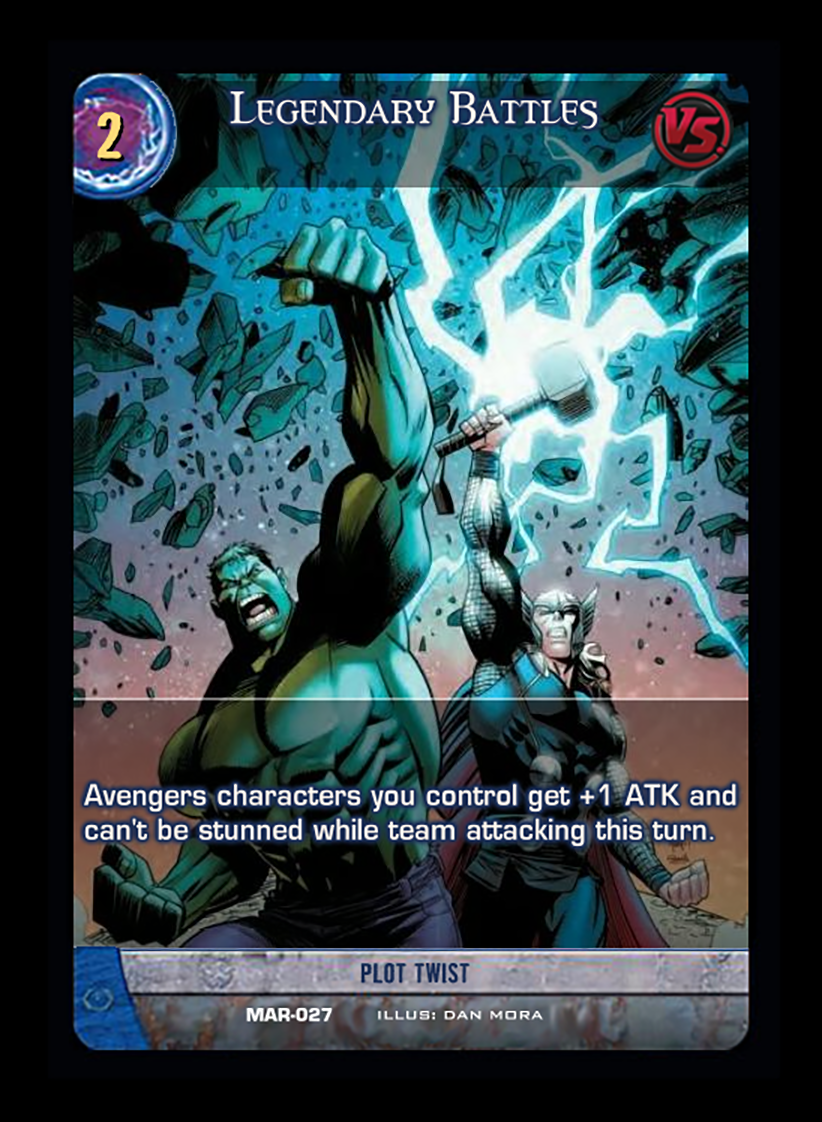 2
Legendary Battles
VS.
Avengers characters you control get +1 ATK and
can't be stunned while team attacking this turn.
PLOT TWIST
MAR-027 ILLUS: DAN MORA